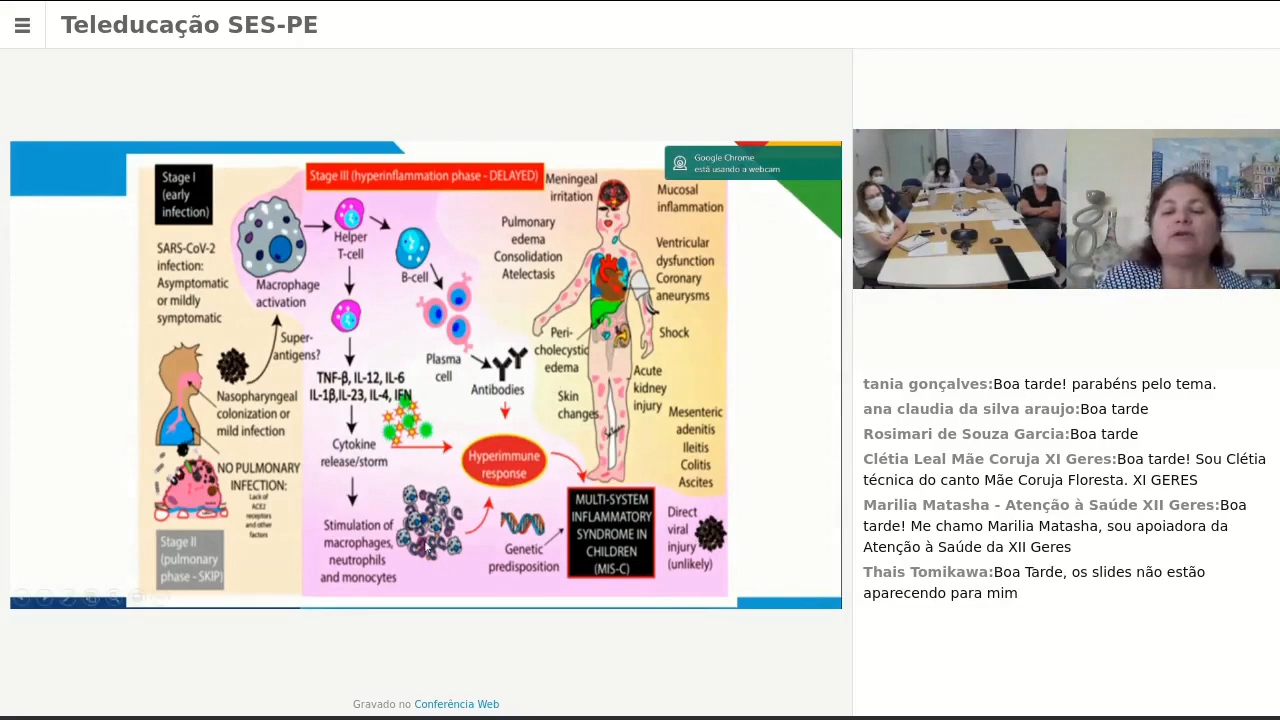 Teleducação SES-PE
Google Chrome
está usando a webcam
Stage I
(early
infection)
Stage III (hyperinflammation phase - DELAYED)
Meningeal
irritation
Mucosal
inflammation
SARS-CoV-2
infection:
Asymptomatic
or mildly
symptomatic
Macrophage
activation
Helper
T-cell
B-cell
Pulmonary
edema
Consolidation
Atelectasis
Ventricular
dysfunction
Coronary
aneurysms
Super-
antigens?
Plasma
cell
Antibodies
Peri-
cholecystic
edema
Shock
Nasopharyngeal
colonization or
mild infection
TNF-β, IL-12, IL-6
IL-1β,IL-23, IL-4, IFN
Skin
changes
Acute
kidney
injury
Mesenteric
adenitis
Ileitis
Colitis
Ascites
Cytokine
release/storm
Hyperimmune
response
NO PULMONARY
INFECTION:
Lack of
ACE2
receptors
and other
factors
Stage II
(pulmonary
phase - SKIP)
Stimulation of
macrophages,
neutrophils
and monocytes
Genetic
predisposition
MULTI-SYSTEM
INFLAMMATORY
SYNDROME IN
CHILDREN
(MIS-C)
Direct
viral
injury
(unlikely)
tania gonçalves:Boa tarde! parabéns pelo tema.
ana claudia da silva araujo:Boa tarde
Rosimari de Souza Garcia:Boa tarde
Clétia Leal Mãe Coruja XI Geres:Boa tarde! Sou Clétia
técnica do canto Mãe Coruja Floresta. XI GERES
Marilia Matasha - Atenção à Saúde XII Geres:Boa
tarde! Me chamo Marilia Matasha, sou apoiadora da
Atenção à Saúde da XII Geres
Thais Tomikawa:Boa Tarde, os slides não estão
aparecendo para mim
Gravado no Conferência Web